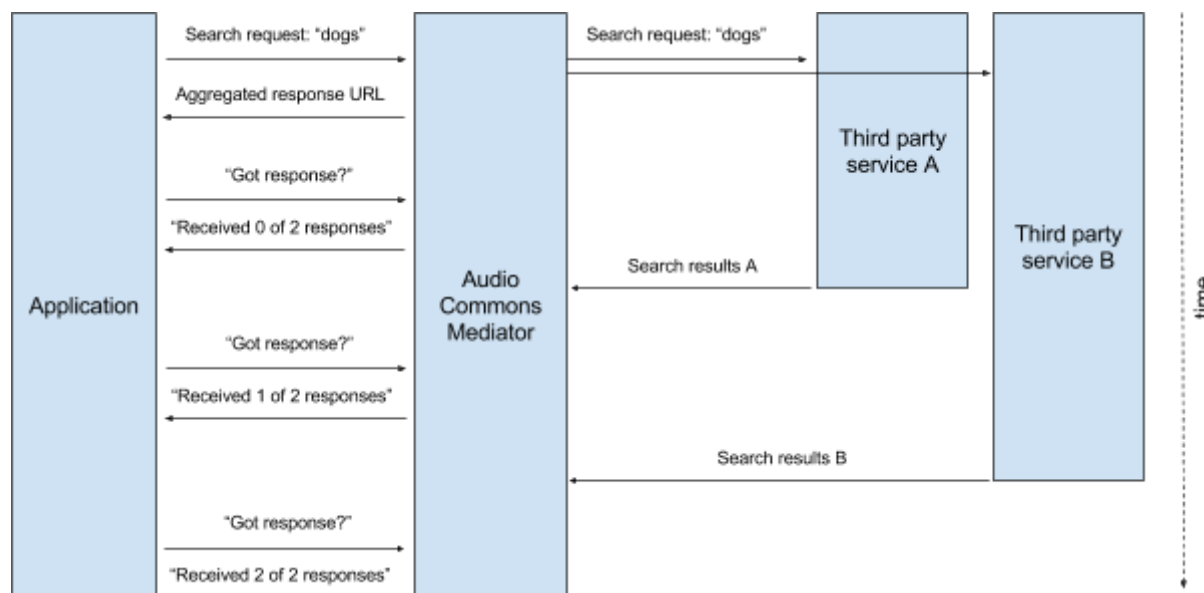 Search request: “dogs”
Search request: “dogs”
Aggregated response URL
Third party
service A
“Got response?”
“Received 0 of 2 responses”
Third party
service B
Search results A
Application
Audio
Commons
Mediator
time
“Got response?”
“Received 1 of 2 responses”
Search results B
“Got response?”
“Received 2 of 2 responses”